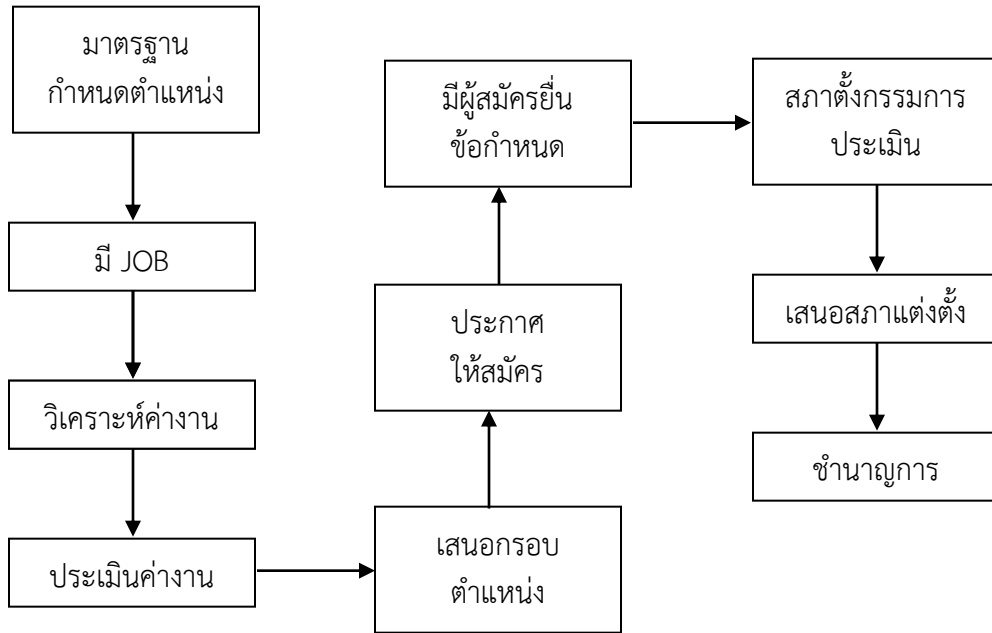 มาตรฐาน
กำหนดตำแหน่ง
มี JOB
วิเคราะห์ค่างาน
ประเมินค่างาน
เสนอกรอบ
ตำแหน่ง
ประกาศ
ให้สมัคร
มีผู้สมัครยื่น
ข้อกำหนด
สภาตั้งกรรมการ
ประเมิน
เสนอสภาแต่งตั้ง
ชำนาญการ